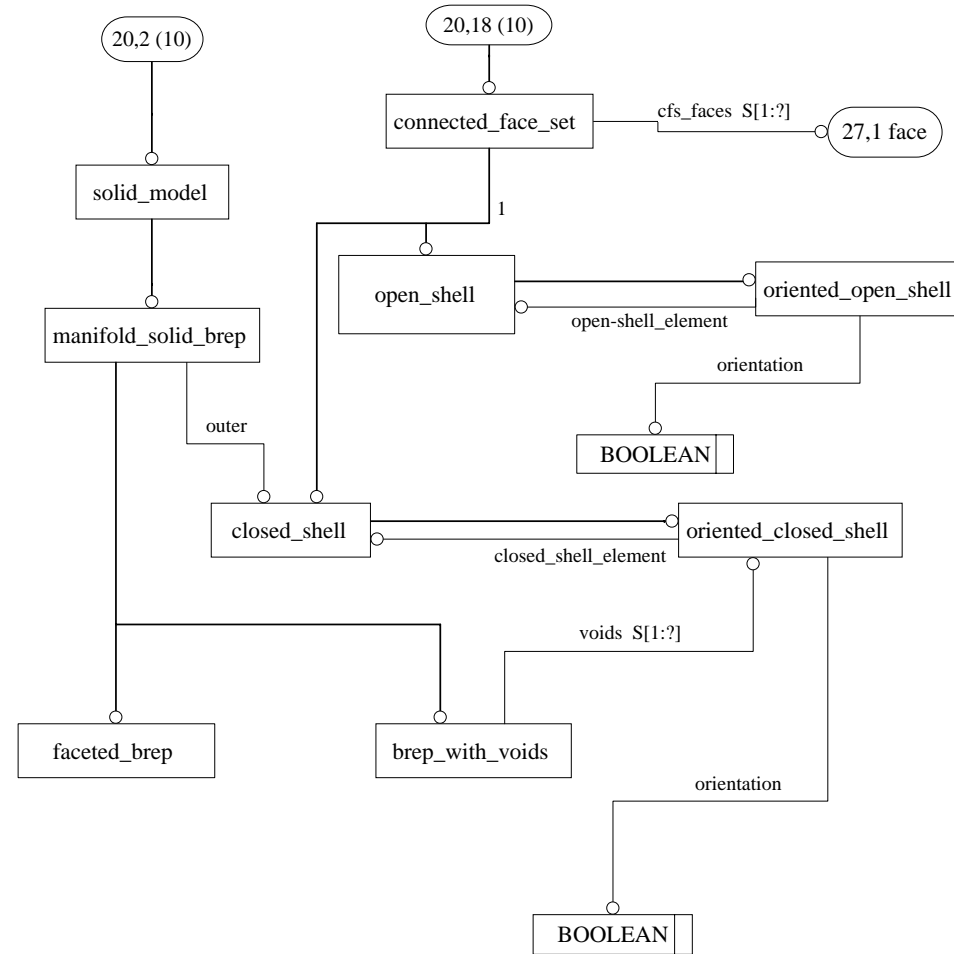 20,2 (10)
20,18 (10)
connected_face_set
cfs_faces S[1:?]
27,1 face
solid_model
1
open_shell
oriented_open_shell
open-shell_element
manifold_solid_brep
orientation
outer
BOOLEAN
closed_shell
oriented_closed_shell
closed_shell_element
voids S[1:?]
faceted_brep
brep_with_voids
orientation
BOOLEAN